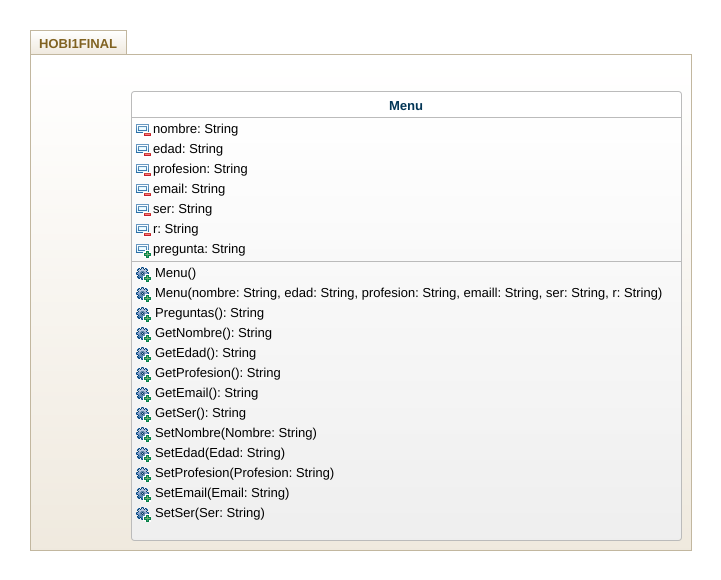 HOBI1FINAL
Menu
nombre: String
edad: String
profesion: String
email: String
ser: String
r: String
pregunta: String
Menu()
Menu(nombre: String, edad: String, profesion: String, emaill: String, ser: String, r: String)
Preguntas(): String
GetNombre(): String
GetEdad(): String
GetProfesion(): String
GetEmail(): String
GetSer(): String
SetNombre(Nombre: String)
SetEdad(Edad: String)
SetProfesion(Profesion: String)
SetEmail(Email: String)
SetSer(Ser: String)